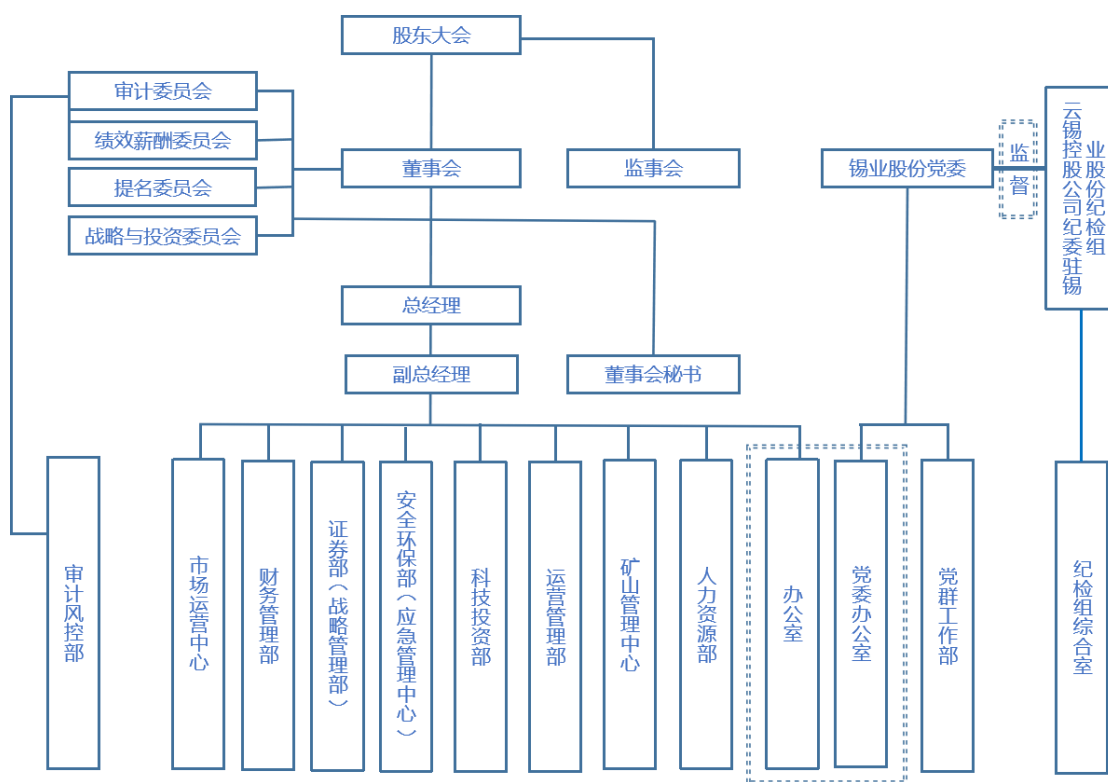 股东大会
审计委员会
绩效薪酬委员会
提名委员会
战略与投资委员会
董事会
监事会
锡业股份党委
监督
云锡控股公司纪委驻锡
业股份纪检组
总经理
副总经理
董事会秘书
审计风控部
市场运营中心
财务管理部
证券部（战略管理部）
安全环保部（应急管理中心）
科技投资部
运营管理部
矿山管理中心
人力资源部
办公室
党委办公室
党群工作部
纪检组综合室